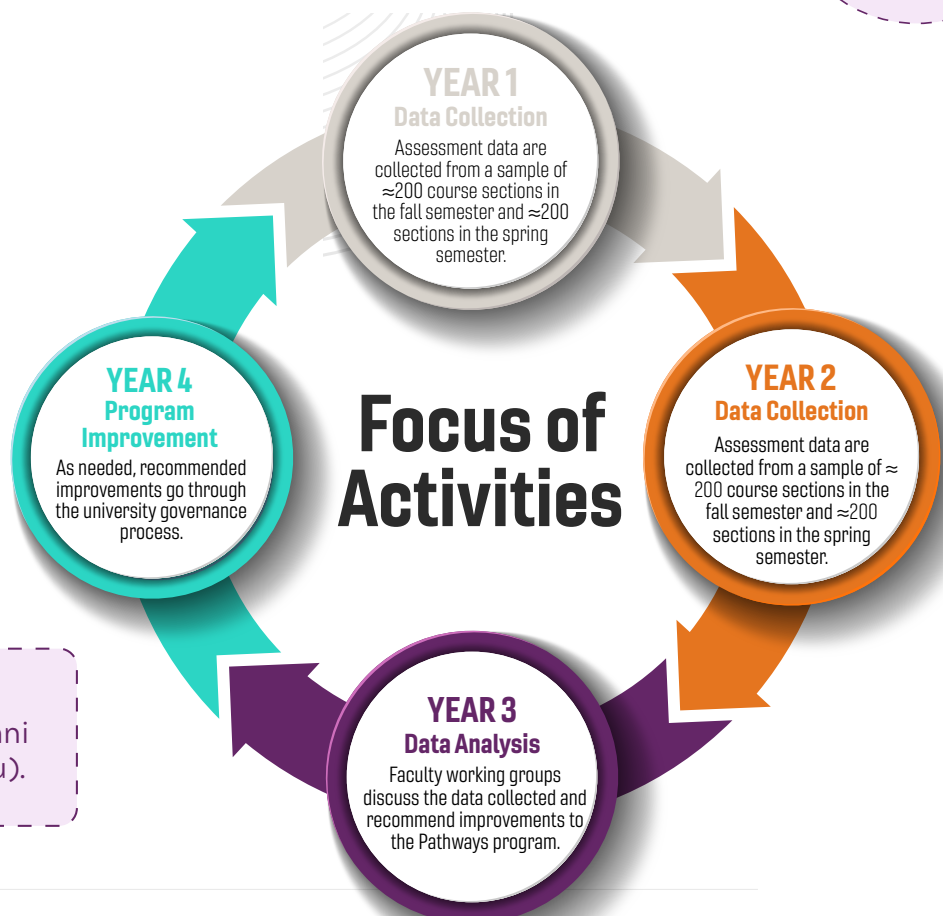 YEAR 1
Data Collection
Assessment data are
collected from a sample of
≈200 course sections in
the fall semester and ≈200
sections in the spring
semester.
YEAR 2
Data Collection
Assessment data are
collected from a sample of ≈
200 course sections in the
fall semester and ≈200
sections in the spring
semester.
YEAR 3
Data Analysis
Faculty working groups
discuss the data collected and
recommend improvements to
the Pathways program.
YEAR 4
Program
Improvement
As needed, recommended
improvements go through
the university governance
process.
Focus of
Activities